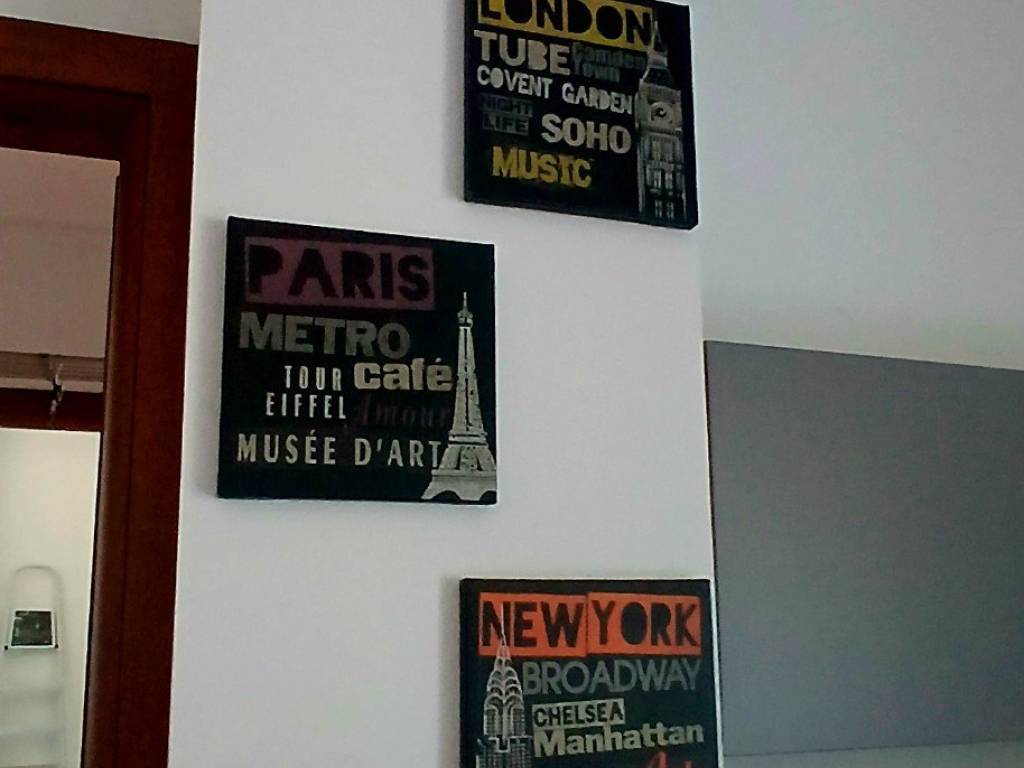 LONDON
TUBE Camden Town
COVENT GARDEN
NIGHT LIFE SOHO
MUSIC
PARIS
METRO
TOUR café
EIFFEL Amour
MUSÉE D'ART
NEW YORK
BROADWAY
CHELSEA
Manhattan